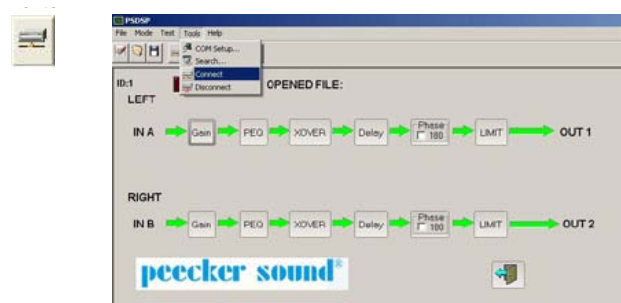 PSDSP
File Mode Test Tools Help
COM Setup...
Search...
Connect
Disconnect
ID:1 OPENED FILE:
LEFT
IN A Gain PEQ XOVER Delay Phase 180 LIMIT OUT 1
RIGHT
IN B Gain PEQ XOVER Delay Phase 180 LIMIT OUT 2
peecker sound®